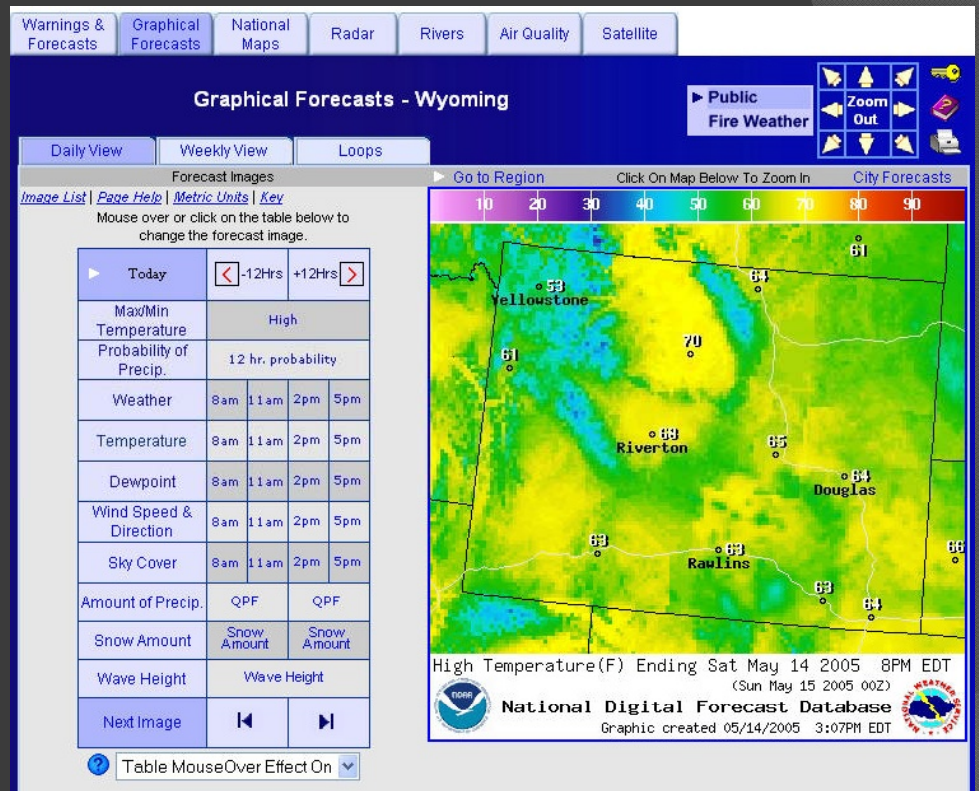 Warnings &
Forecasts
Graphical
Forecasts
National
Maps
Radar
Rivers
Air Quality
Satellite
Graphical Forecasts - Wyoming
Public
Fire Weather
Zoom
Out
Daily View
Weekly View
Loops
Forecast Images
Image List | Page Help | Metric Units | Key
Mouse over or click on the table below to
change the forecast image.
Today
-12Hrs
+12Hrs
Max/Min
Temperature
High
Probability of
Precip.
12 hr. probability
Weather
8am 11am 2pm 5pm
Temperature
8am 11am 2pm 5pm
Dewpoint
8am 11am 2pm 5pm
Wind Speed &
Direction
8am 11am 2pm 5pm
Sky Cover
8am 11am 2pm 5pm
Amount of Precip.
QPF
QPF
Snow Amount
Snow
Amount
Snow
Amount
Wave Height
Wave Height
Next Image
Table MouseOver Effect On
Go to Region
Click On Map Below To Zoom In
City Forecasts
10 20 30 40 50 60 70 80 90
61
64
53
Yellowstone
70
61
69
Riverton
65
64
Douglas
63
63
Rawlins
66
63
64
High Temperature(F) Ending Sat May 14 2005 8PM EDT
(Sun May 15 2005 00Z)
National Digital Forecast Database
Graphic created 05/14/2005 3:07PM EDT
NOAA